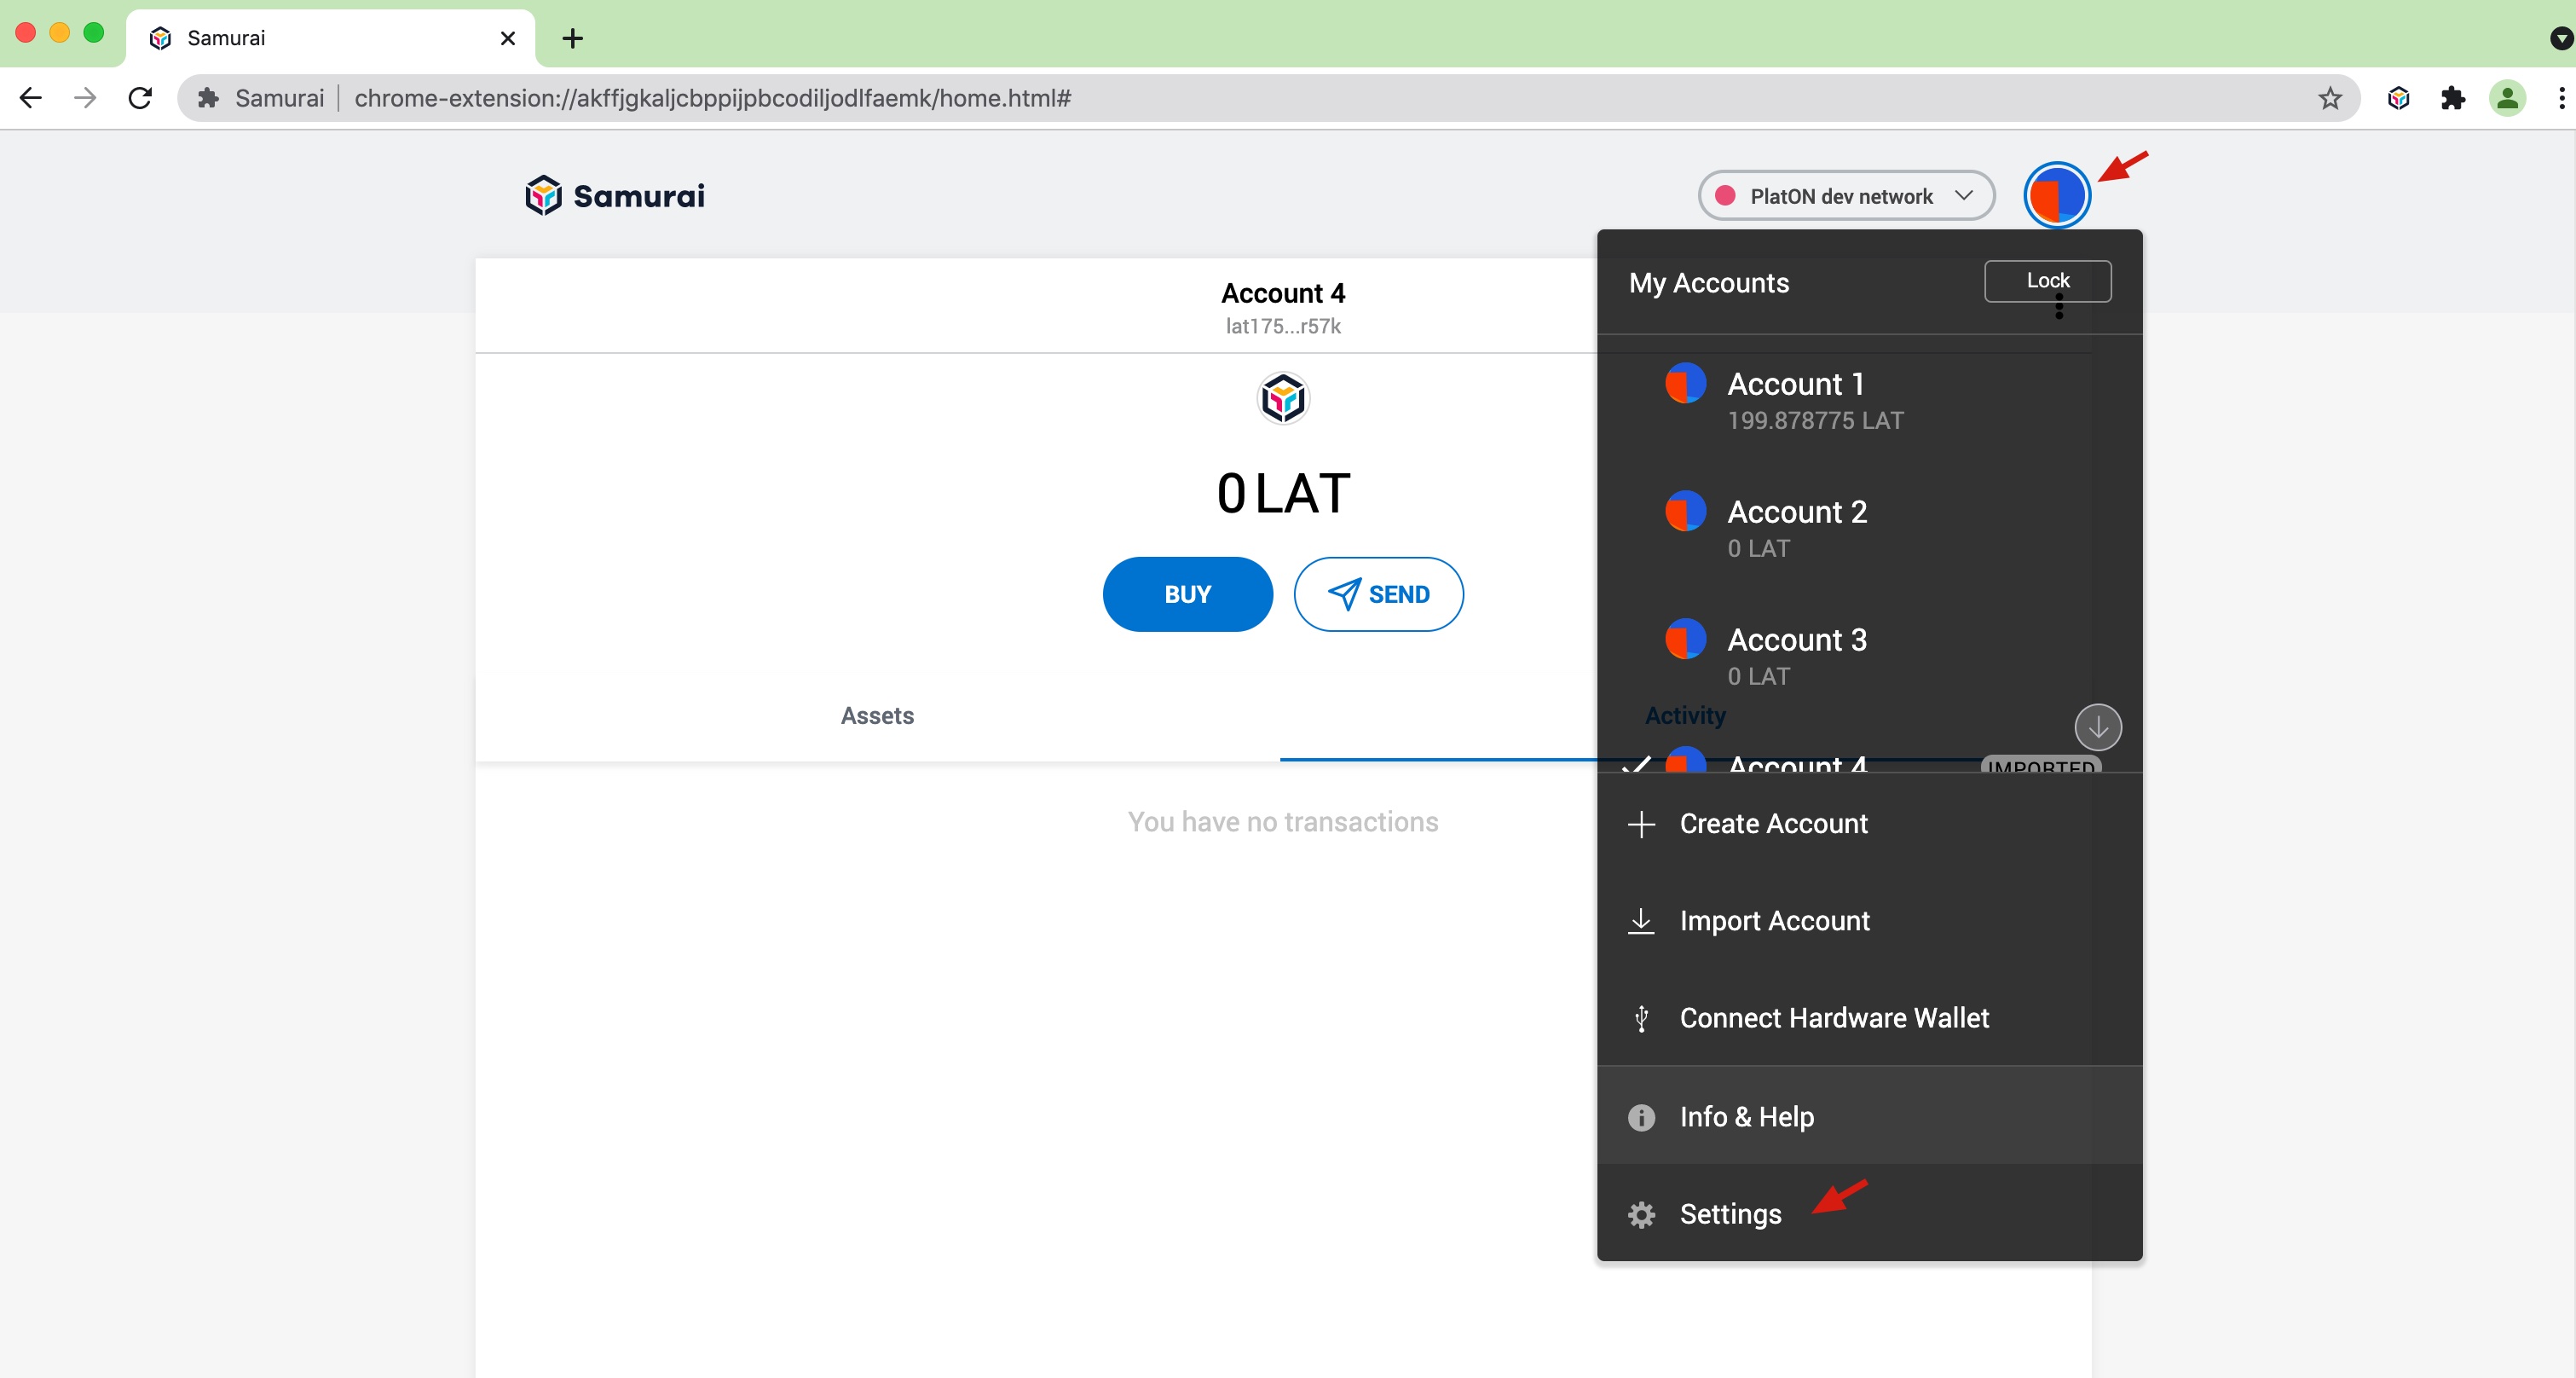 Samurai
Samurai | chrome-extension://akffjgkaljcbppijpbcodiljodlfaemk/home.html#
Samurai
PlatON dev network
Account 4
lat175...r57k
0 LAT
BUY
SEND
Assets
Activity
You have no transactions
My Accounts
Lock
Account 1
199.878775 LAT
Account 2
0 LAT
Account 3
0 LAT
Account 4
IMPORTED
Create Account
Import Account
Connect Hardware Wallet
Info & Help
Settings